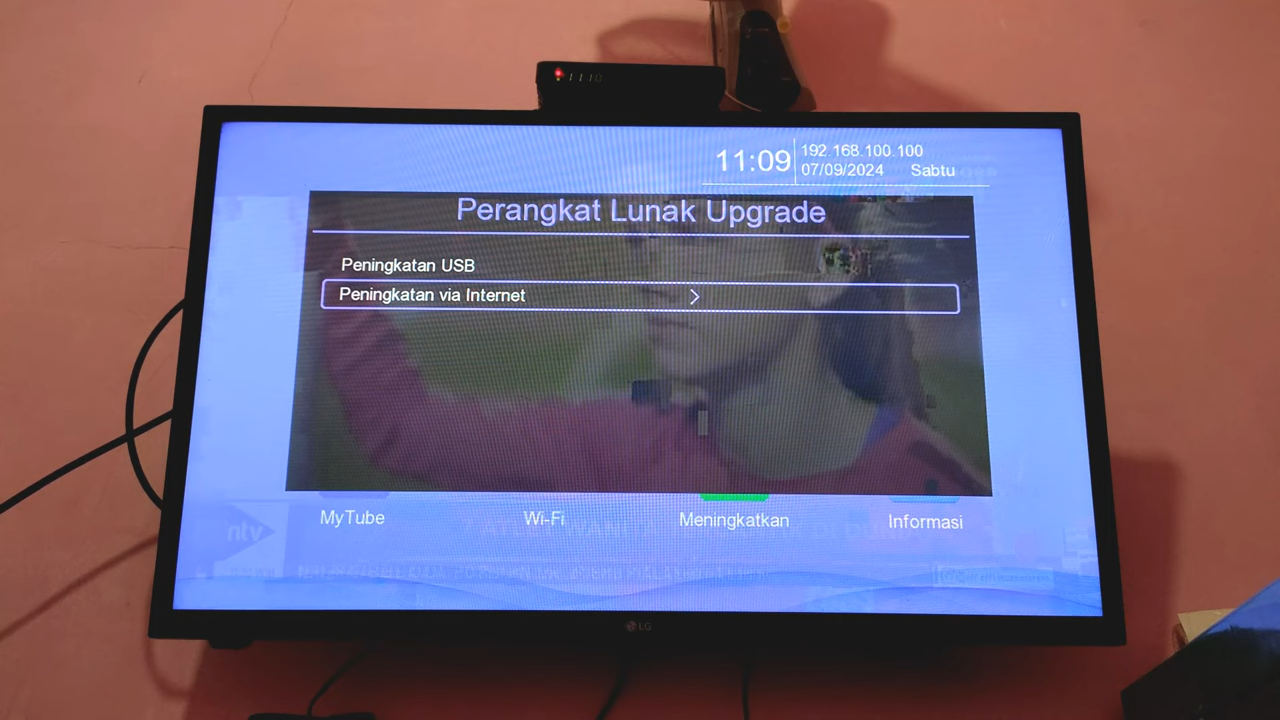 11:09
192.168.100.100
07/09/2024 Sabtu
Perangkat Lunak Upgrade
Peningkatan USB
Peningkatan via Internet
MyTube
Wi-Fi
Meningkatkan
Informasi
ntv
LG